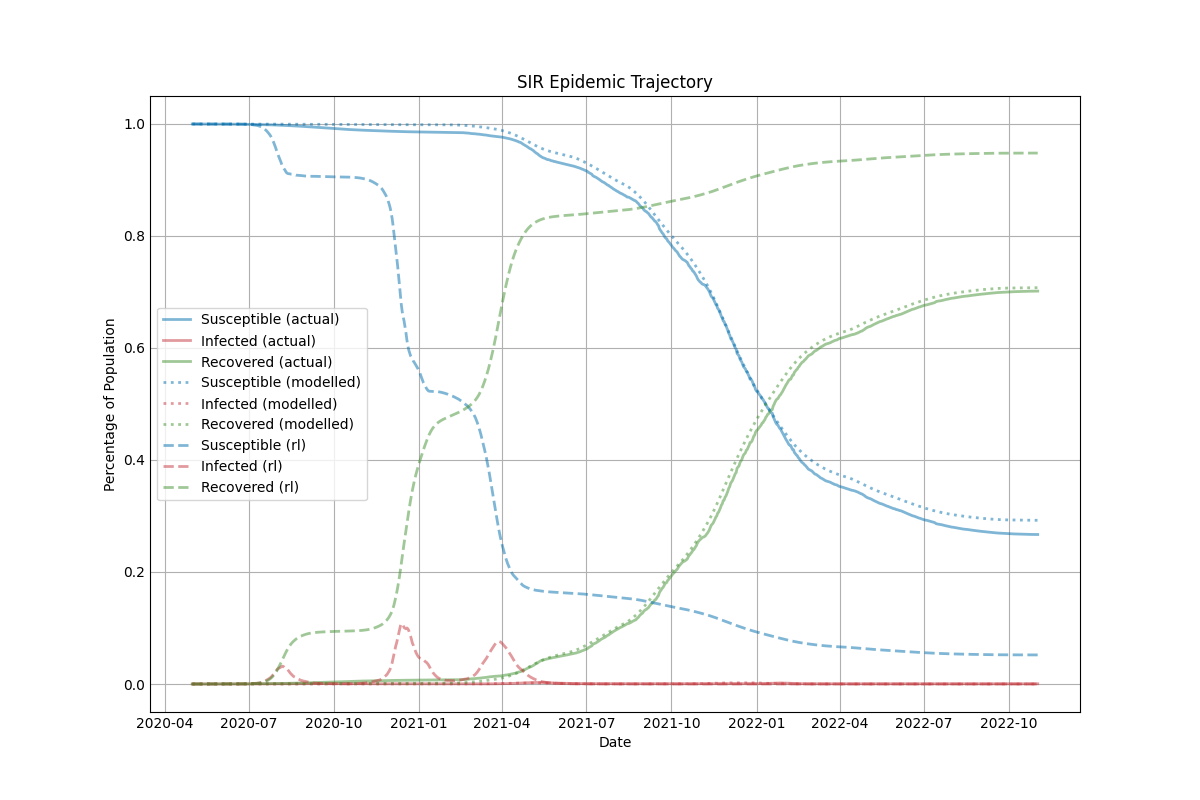 SIR Epidemic Trajectory
Percentage of Population
1.0
0.8
0.6
0.4
0.2
0.0
Susceptible (actual)
Infected (actual)
Recovered (actual)
Susceptible (modelled)
Infected (modelled)
Recovered (modelled)
Susceptible (rl)
Infected (rl)
Recovered (rl)
2020-04 2020-07 2020-10 2021-01 2021-04 2021-07 2021-10 2022-01 2022-04 2022-07 2022-10
Date